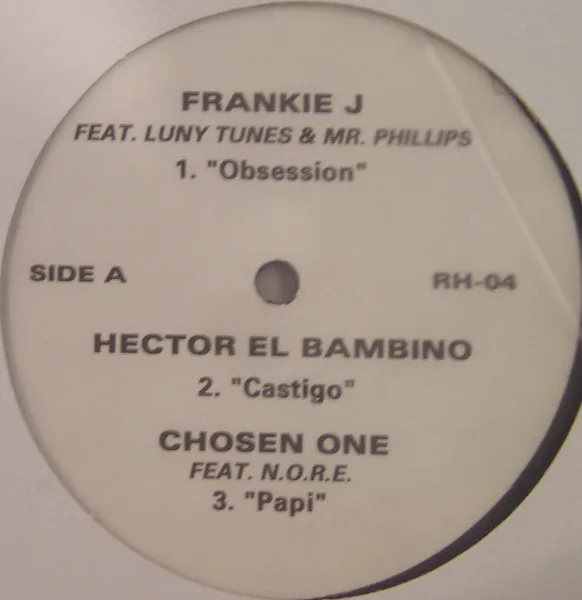 FRANKIE J
FEAT. LUNY TUNES & MR. PHILLIPS
1. "Obsession"
SIDE A
RH-04
HECTOR EL BAMBINO
2. "Castigo"
CHOSEN ONE
FEAT. N.O.R.E.
3. "Papi"